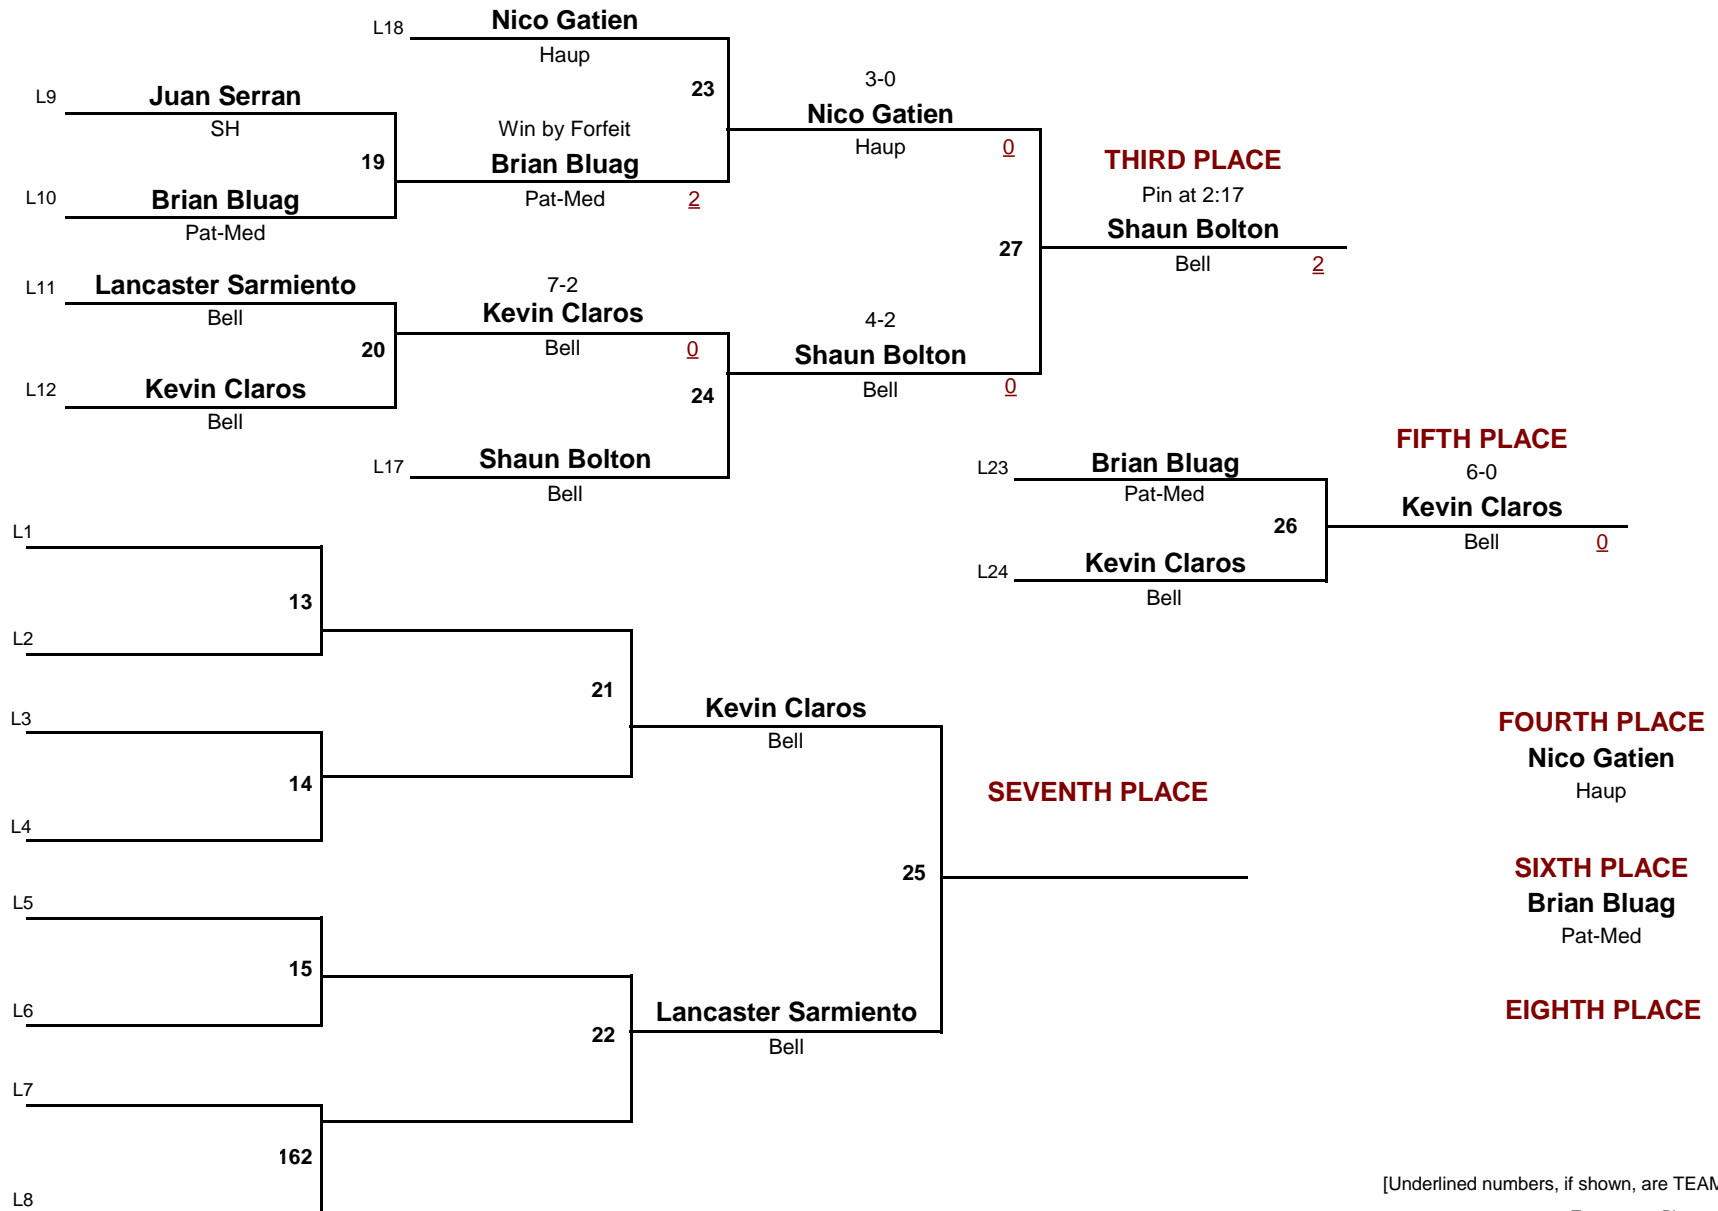 L18 Nico Gatien
Haup
23
3-0
L9 Juan Serran
SH
Win by Forfeit
Nico Gatien
Haup 0
19
Brian Bluag
Pat-Med 2
THIRD PLACE
Pin at 2:17
L10 Brian Bluag
Pat-Med
Shaun Bolton
Bell 2
27
L11 Lancaster Sarmiento
Bell
7-2
Kevin Claros
Bell 0
4-2
20
Shaun Bolton
Bell 0
L12 Kevin Claros
Bell
24
L17 Shaun Bolton
Bell
FIFTH PLACE
L23 Brian Bluag
Pat-Med
6-0
Kevin Claros
Bell 0
26
L24 Kevin Claros
Bell
L1
13
L2
21
Kevin Claros
Bell
L3
14
L4
SEVENTH PLACE
FOURTH PLACE
Nico Gatien
Haup
25
SIXTH PLACE
Brian Bluag
Pat-Med
L5
15
L6
22
Lancaster Sarmiento
Bell
EIGHTH PLACE
L7
162
L8
[Underlined numbers, if shown, are TEAM